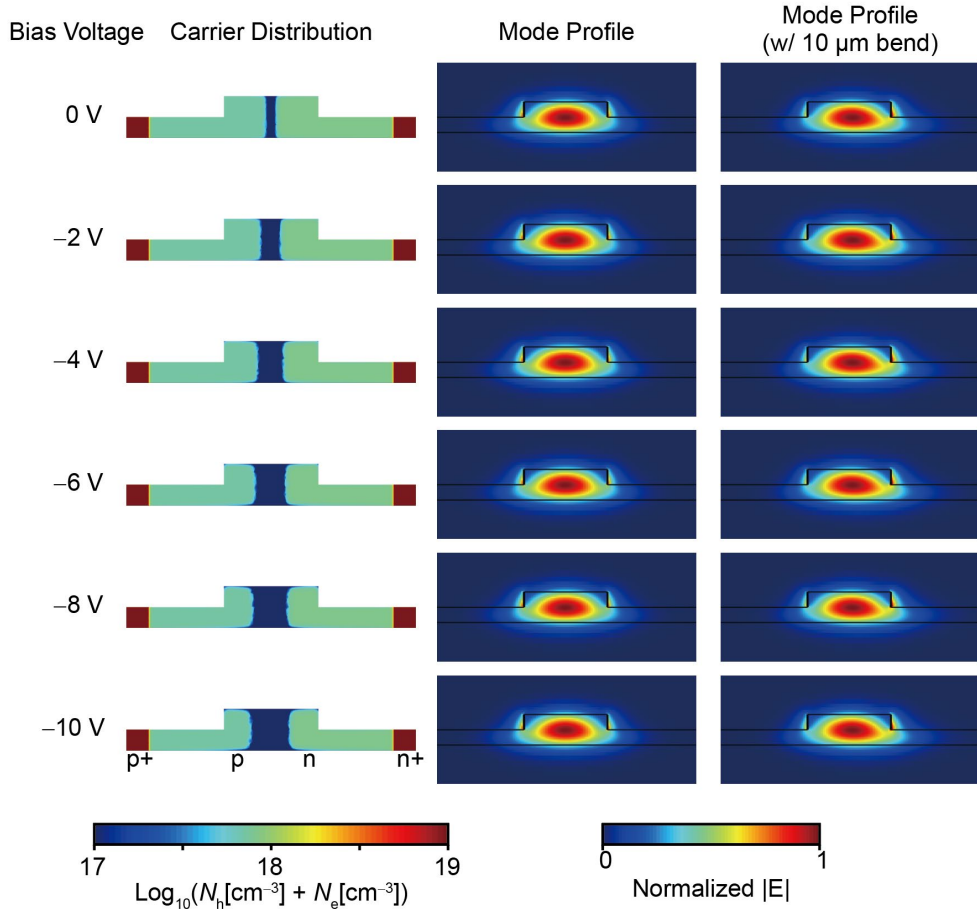 Bias Voltage Carrier Distribution Mode Profile Mode Profile
(w/ 10 μm bend)
0 V
−2 V
−4 V
−6 V
−8 V
−10 V
p+ p n n+
17 18 19
Log₁₀(Nₕ[cm⁻³] + Nₑ[cm⁻³])
0 1
Normalized |E|